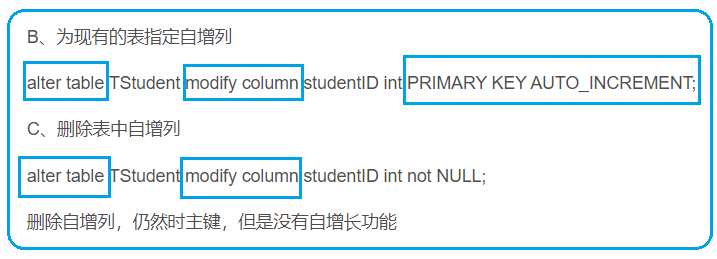 B、为现有的表指定自增列
alter table TStudent modify column studentID int PRIMARY KEY AUTO_INCREMENT;
C、删除表中自增列
alter table TStudent modify column studentID int not NULL;
删除自增列，仍然时主键，但是没有自增长功能